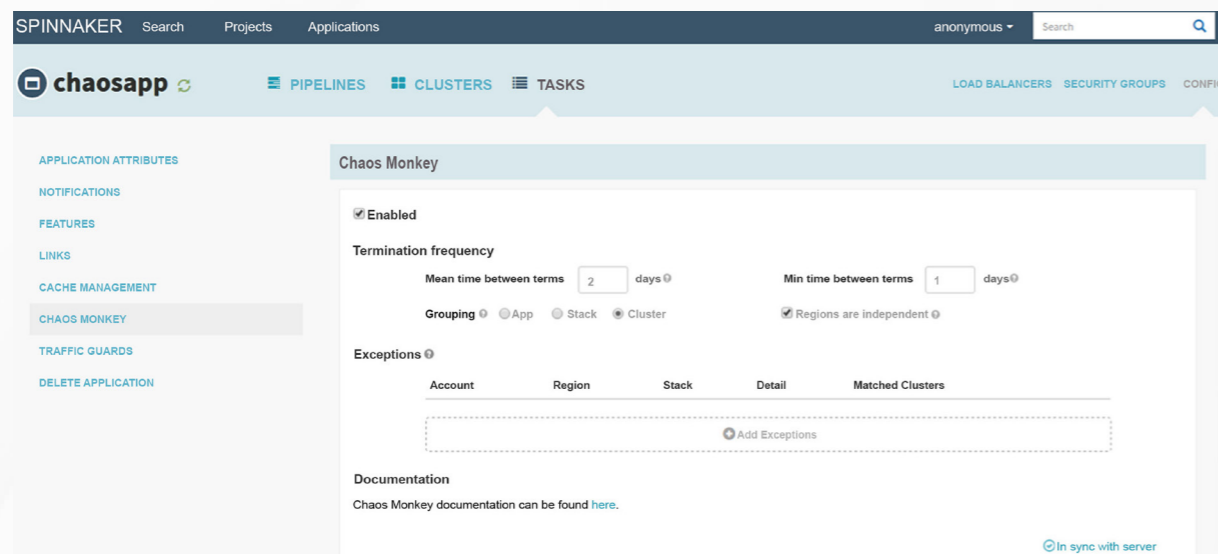 SPINNAKER Search Projects Applications anonymous Search
chaosapp PIPELINES CLUSTERS TASKS LOAD BALANCERS SECURITY GROUPS CONFI
APPLICATION ATTRIBUTES
NOTIFICATIONS
FEATURES
LINKS
CACHE MANAGEMENT
CHAOS MONKEY
TRAFFIC GUARDS
DELETE APPLICATION
Chaos Monkey
Enabled
Termination frequency
Mean time between terms 2 days Min time between terms 1 days
Grouping App Stack Cluster Regions are independent
Exceptions
Account Region Stack Detail Matched Clusters
Add Exceptions
Documentation
Chaos Monkey documentation can be found here.
In sync with server